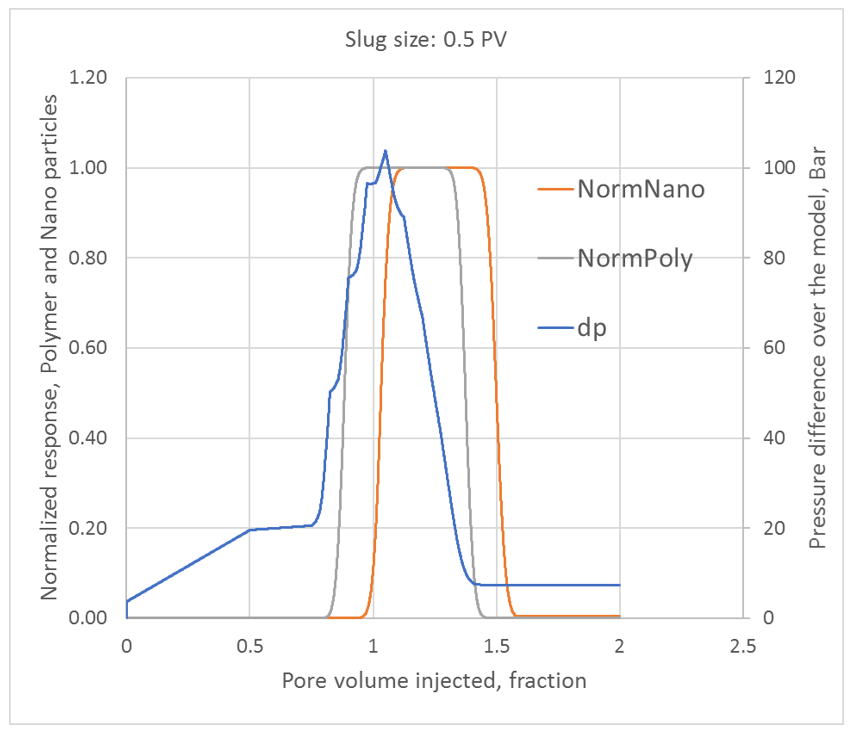 Slug size: 0.5 PV
Normalized response, Polymer and Nano particles
1.20
1.00
0.80
0.60
0.40
0.20
0.00
120
100
80
60
40
20
0
Pressure difference over the model, Bar
NormNano
NormPoly
dp
0 0.5 1 1.5 2 2.5
Pore volume injected, fraction